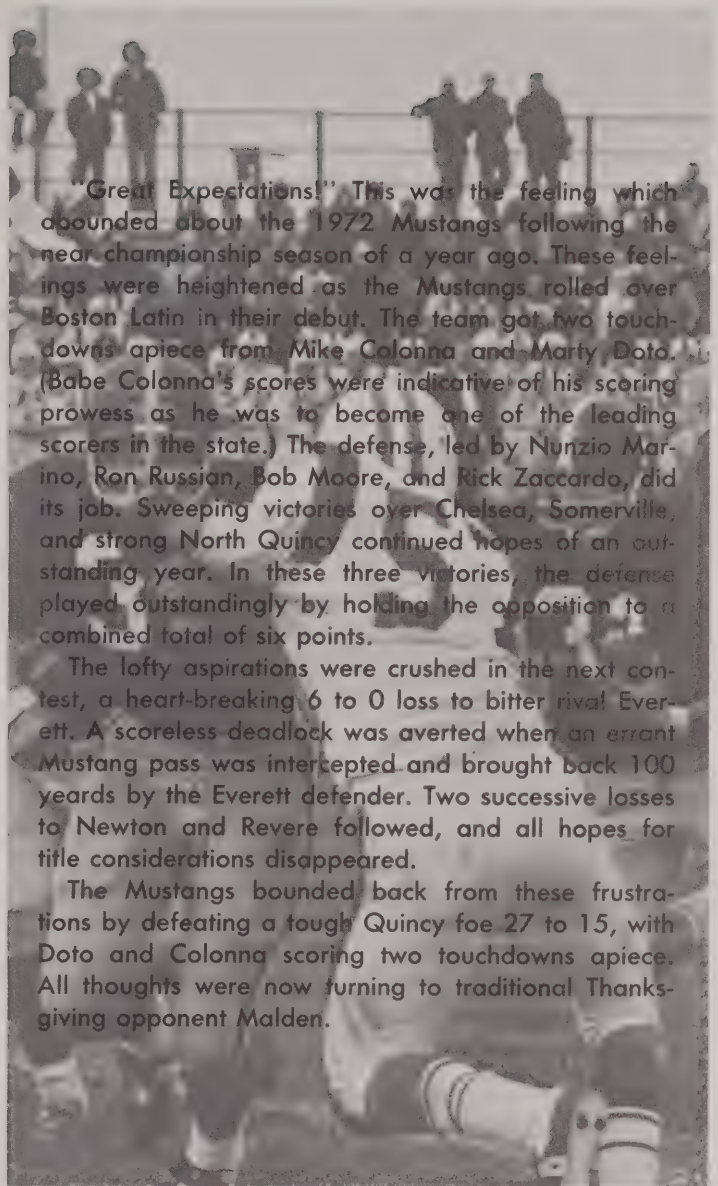 "Great Expectations!" This was the feeling which
abounded about the 1972 Mustangs following the
near championship season of a year ago. These feel-
ings were heightened as the Mustangs rolled over
Boston Latin in their debut. The team got two touch-
downs apiece from Mike Colonna and Marty Doto.
(Babe Colonna's scores were indicative of his scoring
prowess as he was to become one of the leading
scorers in the state.) The defense, led by Nunzio Mar-
ino, Ron Russian, Bob Moore, and Rick Zaccardo, did
its job. Sweeping victories over Chelsea, Somerville,
and strong North Quincy continued hopes of an out-
standing year. In these three victories, the defense
played outstandingly by holding the opposition to a
combined total of six points.
The lofty aspirations were crushed in the next con-
test, a heart-breaking 6 to 0 loss to bitter rival Ever-
ett. A scoreless deadlock was averted when an errant
Mustang pass was intercepted and brought back 100
yeards by the Everett defender. Two successive losses
to Newton and Revere followed, and all hopes for
title considerations disappeared.
The Mustangs bounded back from these frustra-
tions by defeating a tough Quincy foe 27 to 15, with
Doto and Colonna scoring two touchdowns apiece.
All thoughts were now turning to traditional Thanks-
giving opponent Malden.